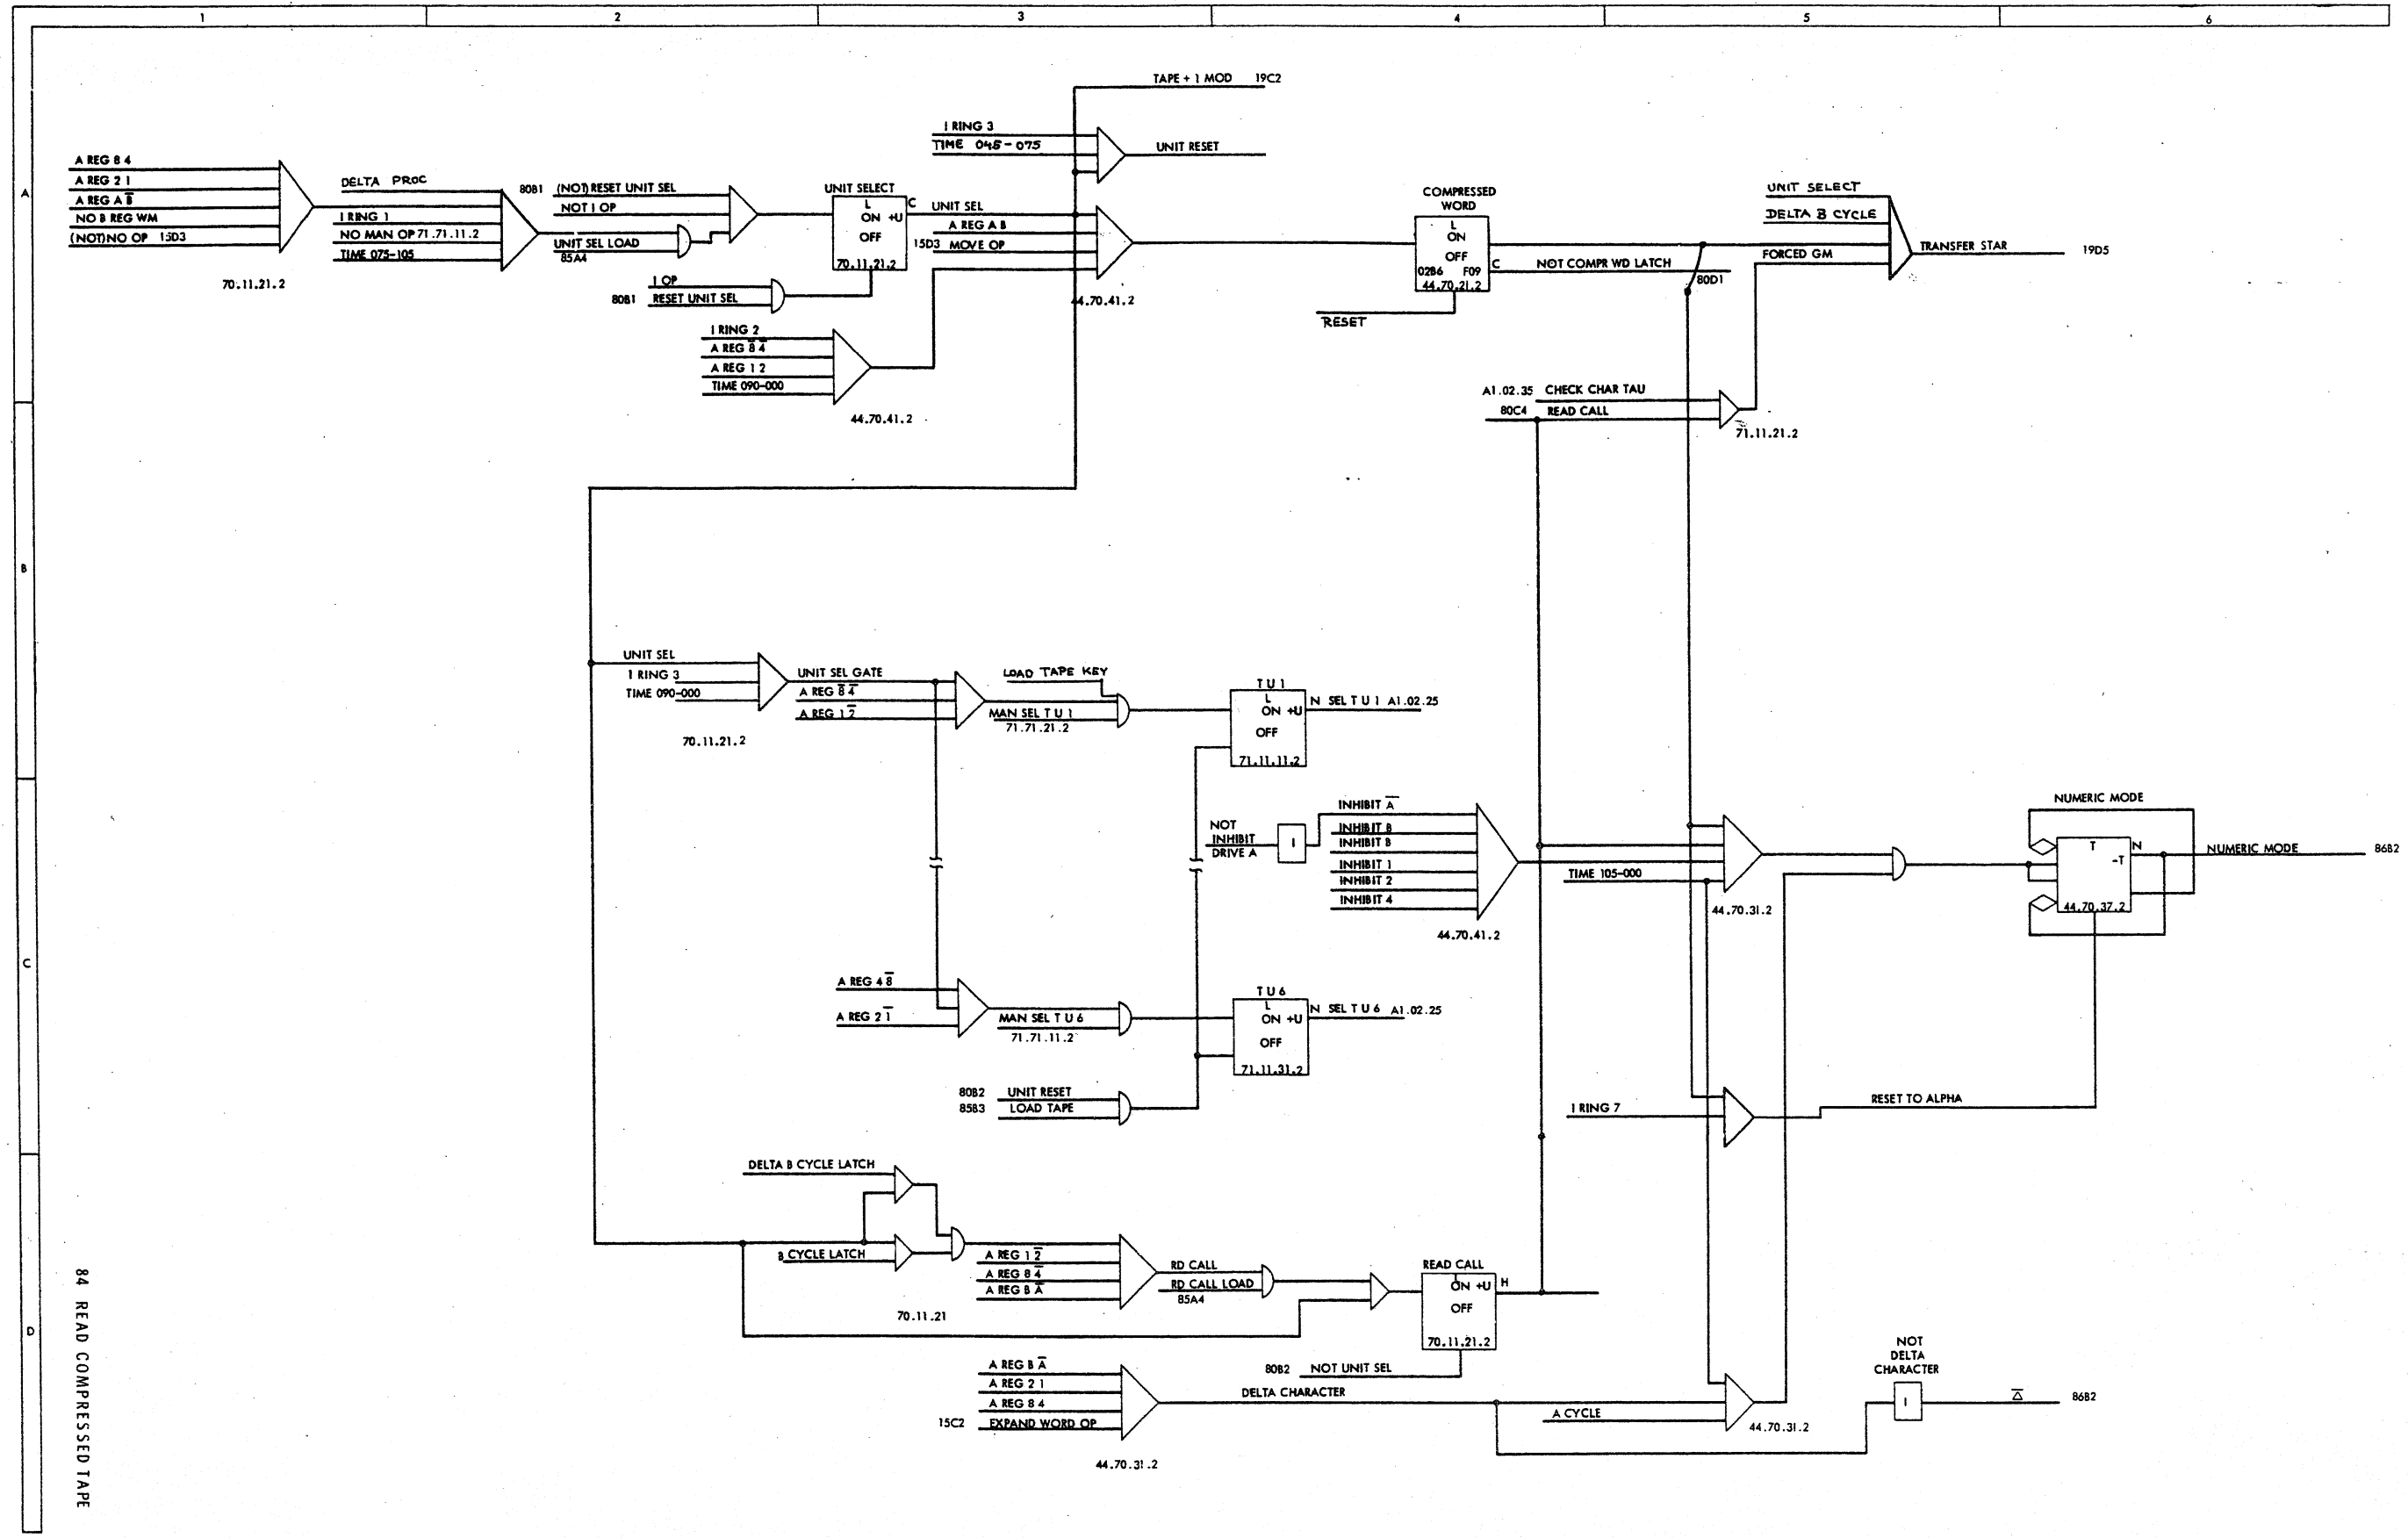 1 2 3 4 5 6
A
B
C
D
TAPE + 1 MOD 19C2
I RING 3
TIME 045-075
UNIT RESET
A REG 8 4
A REG 2 1
A REG A B̅
NO B REG WM
(NOT) NO OP 15D3
70.11.21.2
DELTA PROC
I RING 1
NO MAN OP 71.71.11.2
TIME 075-105
80B1 (NOT) RESET UNIT SEL
NOT I OP
UNIT SEL LOAD
85A4
I OP
80B1 RESET UNIT SEL
UNIT SELECT
L
ON +U
OFF
70.11.21.2
C
UNIT SEL
A REG A B
15D3 MOVE OP
44.70.41.2
I RING 2
A REG 8̅ 4̅
A REG 1 2
TIME 090-000
44.70.41.2
COMPRESSED
WORD
L
ON
OFF
02B6 F09
44.70.21.2
C
NOT COMPR WD LATCH
80D1
RESET
UNIT SELECT
DELTA B CYCLE
FORCED GM
TRANSFER STAR 19D5
A1.02.35 CHECK CHAR TAU
80C4 READ CALL
71.11.21.2
UNIT SEL
I RING 3
TIME 090-000
70.11.21.2
UNIT SEL GATE
A REG 8̅ 4̅
A REG 1 2̅
LOAD TAPE KEY
MAN SEL T U 1
71.71.21.2
T U 1
L
ON +U
OFF
71.11.11.2
N SEL T U 1 A1.02.25
NOT
INHIBIT
DRIVE A
I
INHIBIT A̅
INHIBIT B
INHIBIT 8
INHIBIT 1
INHIBIT 2
INHIBIT 4
44.70.41.2
TIME 105-000
44.70.31.2
NUMERIC MODE
T
-T
N
44.70.37.2
NUMERIC MODE 86B2
A REG 4 8̅
A REG 2 1̅
MAN SEL T U 6
71.71.11.2
T U 6
L
ON +U
OFF
71.11.31.2
N SEL T U 6 A1.02.25
80B2 UNIT RESET
85B3 LOAD TAPE
I RING 7
RESET TO ALPHA
DELTA B CYCLE LATCH
B CYCLE LATCH
A REG 1 2̅
A REG 8 4̅
A REG B A̅
70.11.21
RD CALL
RD CALL LOAD
85A4
READ CALL
L
ON +U
OFF
70.11.21.2
H
80B2 NOT UNIT SEL
A REG B A̅
A REG 2 1
A REG 8 4
15C2 EXPAND WORD OP
44.70.31.2
DELTA CHARACTER
A CYCLE
44.70.31.2
NOT
DELTA
CHARACTER
I
Δ̅ 86B2
84 READ COMPRESSED TAPE